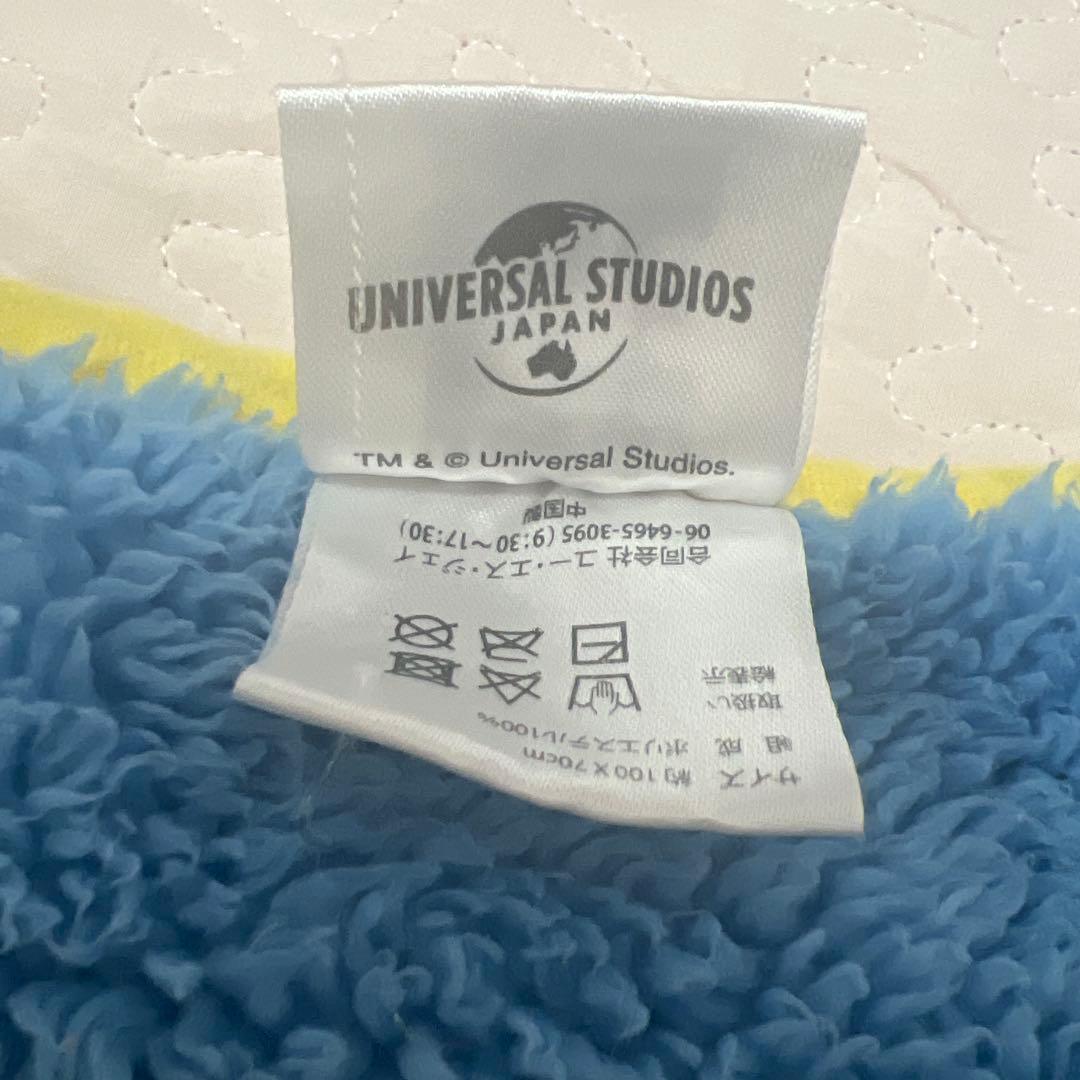 UNIVERSAL STUDIOS
JAPAN
TM & © Universal Studios.
サイズ 約100×70cm
組成 ポリエステル100%
取扱い
絵表示
合同会社 ユー・エス・ジェイ
06-6465-3095 (9:30~17:30)
中国製